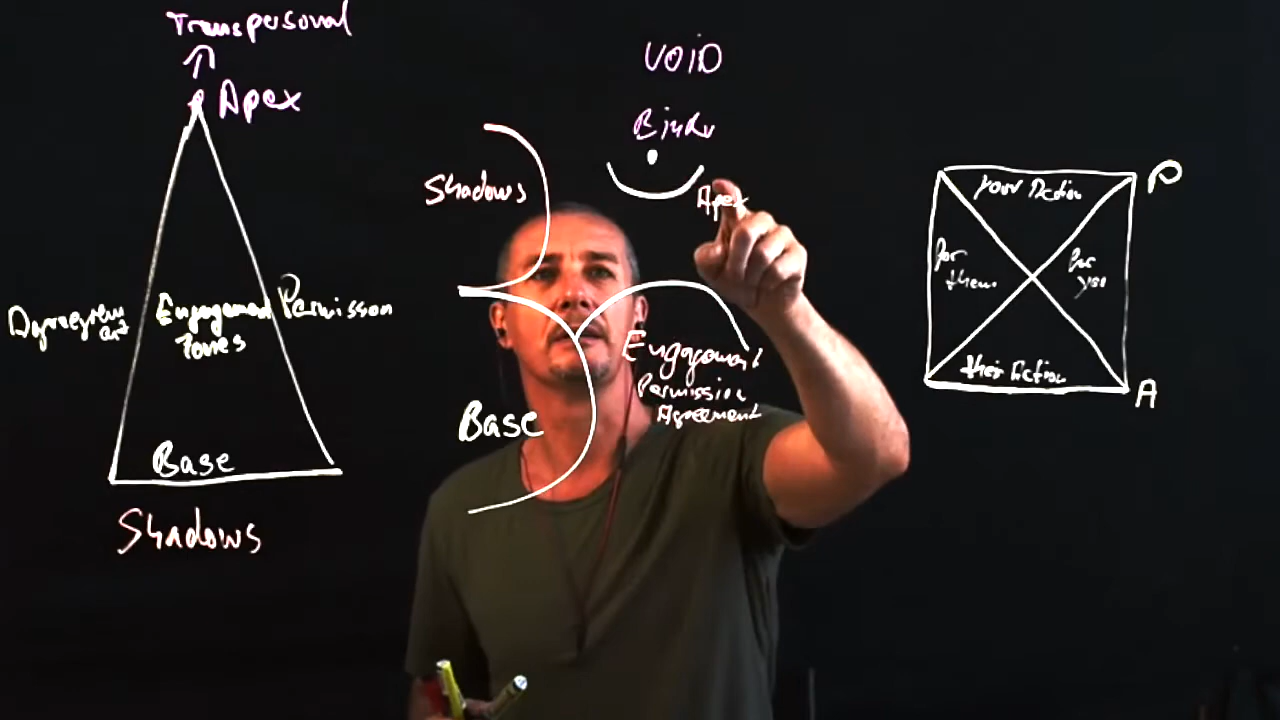 Transpersonal
Apex
Engagement
Zones
Permission
Base
Shadows
VOID
Bindu
Shadows
Apex
Engagement
Permission
Agreement
Base
P
your Action
for
them
for
you
their Action
A